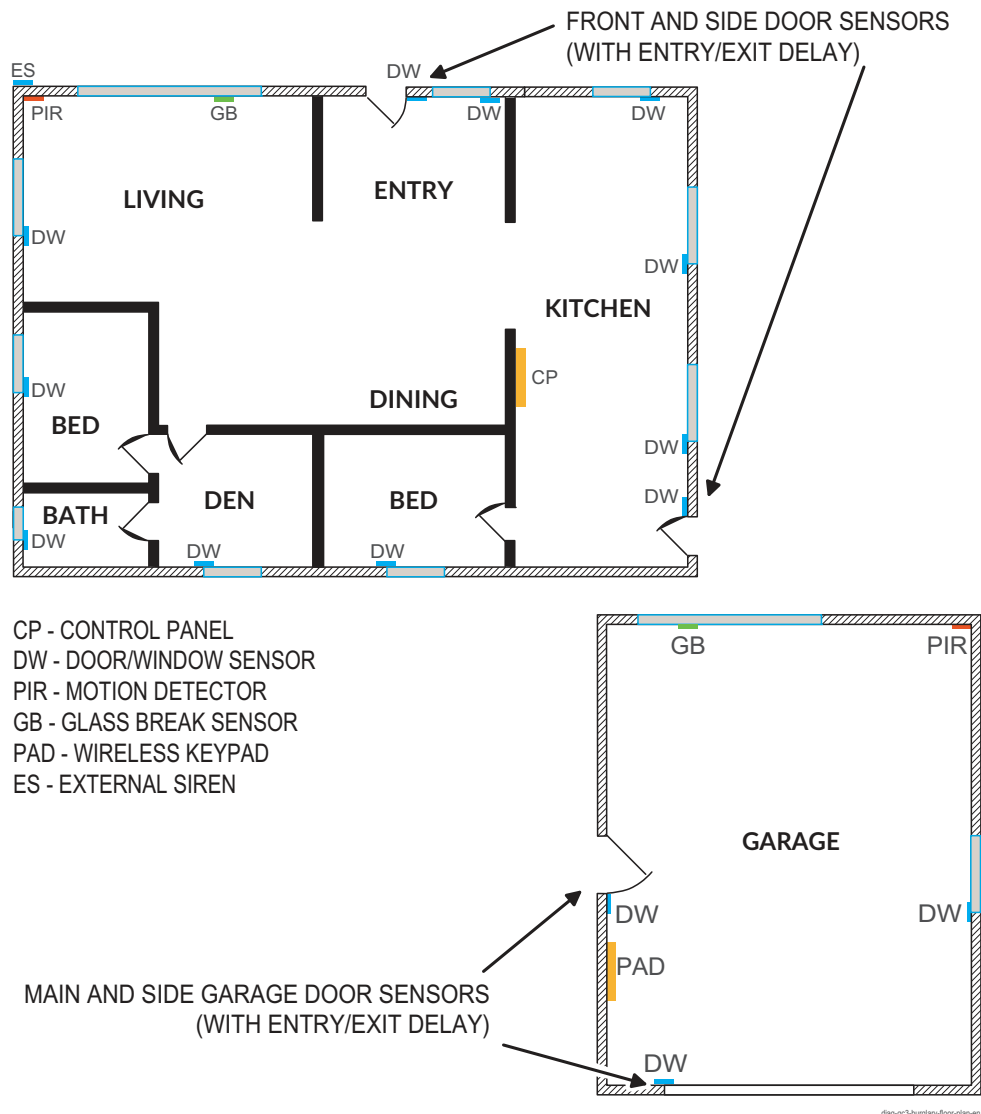 FRONT AND SIDE DOOR SENSORS
(WITH ENTRY/EXIT DELAY)
ES
DW
PIR
GB
DW
DW
LIVING
ENTRY
DW
DW
KITCHEN
CP
DW
DINING
BED
DW
DW
BATH
DEN
BED
DW
DW
DW
CP - CONTROL PANEL
DW - DOOR/WINDOW SENSOR
PIR - MOTION DETECTOR
GB - GLASS BREAK SENSOR
PAD - WIRELESS KEYPAD
ES - EXTERNAL SIREN
GB
PIR
GARAGE
DW
DW
PAD
MAIN AND SIDE GARAGE DOOR SENSORS
(WITH ENTRY/EXIT DELAY)
DW